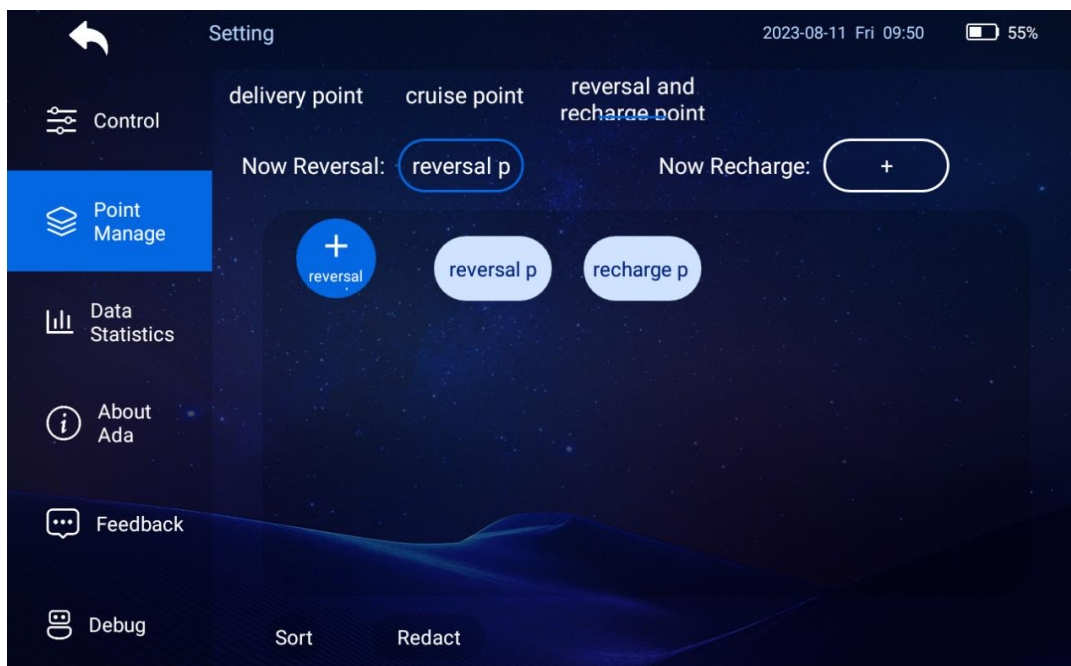 Setting
2023-08-11 Fri 09:50
55%
Control
Point
Manage
Data
Statistics
About
Ada
Feedback
Debug
delivery point
cruise point
reversal and
recharge point
Now Reversal:
reversal p
Now Recharge:
+
+
reversal
reversal p
recharge p
Sort
Redact